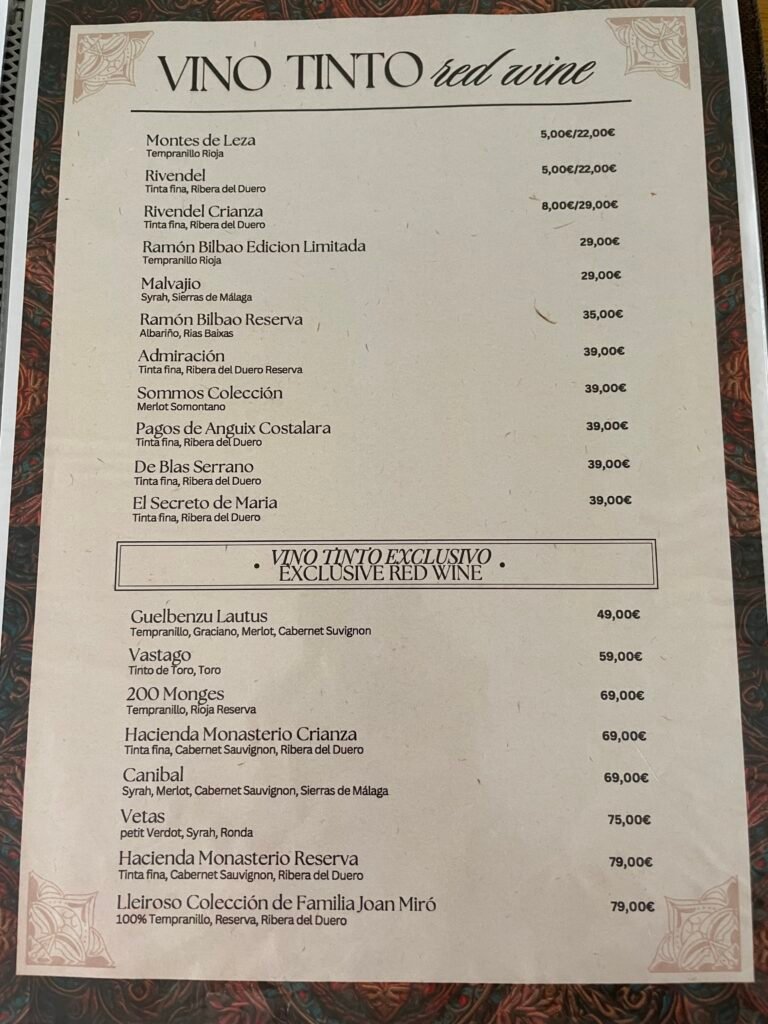 VINO TINTO red wine
Montes de Leza 5,00€/22,00€
Tempranillo Rioja
Rivendel 5,00€/22,00€
Tinta fina, Ribera del Duero
Rivendel Crianza 8,00€/29,00€
Tinta fina, Ribera del Duero
Ramón Bilbao Edicion Limitada 29,00€
Tempranillo Rioja
Malvajio 29,00€
Syrah, Sierras de Málaga
Ramón Bilbao Reserva 35,00€
Albariño, Rias Baixas
Admiración 39,00€
Tinta fina, Ribera del Duero Reserva
Sommos Colección 39,00€
Merlot Somontano
Pagos de Anguix Costalara 39,00€
Tinta fina, Ribera del Duero
De Blas Serrano 39,00€
Tinta fina, Ribera del Duero
El Secreto de Maria 39,00€
Tinta fina, Ribera del Duero
• VINO TINTO EXCLUSIVO •
EXCLUSIVE RED WINE
Guelbenzu Lautus 49,00€
Tempranillo, Graciano, Merlot, Cabernet Suvignon
Vastago 59,00€
Tinto de Toro, Toro
200 Monges 69,00€
Tempranillo, Rioja Reserva
Hacienda Monasterio Crianza 69,00€
Tinta fina, Cabernet Sauvignon, Ribera del Duero
Canibal 69,00€
Syrah, Merlot, Cabernet Sauvignon, Sierras de Málaga
Vetas 75,00€
petit Verdot, Syrah, Ronda
Hacienda Monasterio Reserva 79,00€
Tinta fina, Cabernet Sauvignon, Ribera del Duero
Lleiroso Colección de Familia Joan Miró 79,00€
100% Tempranillo, Reserva, Ribera del Duero